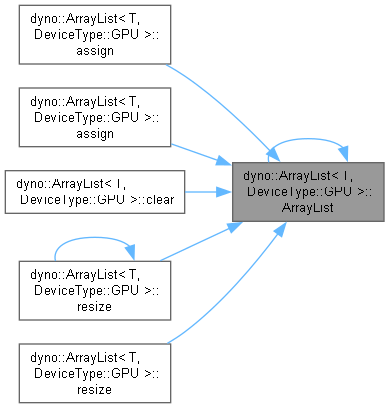 dyno::ArrayList< T,
DeviceType::GPU >::
assign
dyno::ArrayList< T,
DeviceType::GPU >::
assign
dyno::ArrayList< T,
DeviceType::GPU >::clear
dyno::ArrayList< T,
DeviceType::GPU >::
resize
dyno::ArrayList< T,
DeviceType::GPU >::
resize
dyno::ArrayList< T,
DeviceType::GPU >::
ArrayList